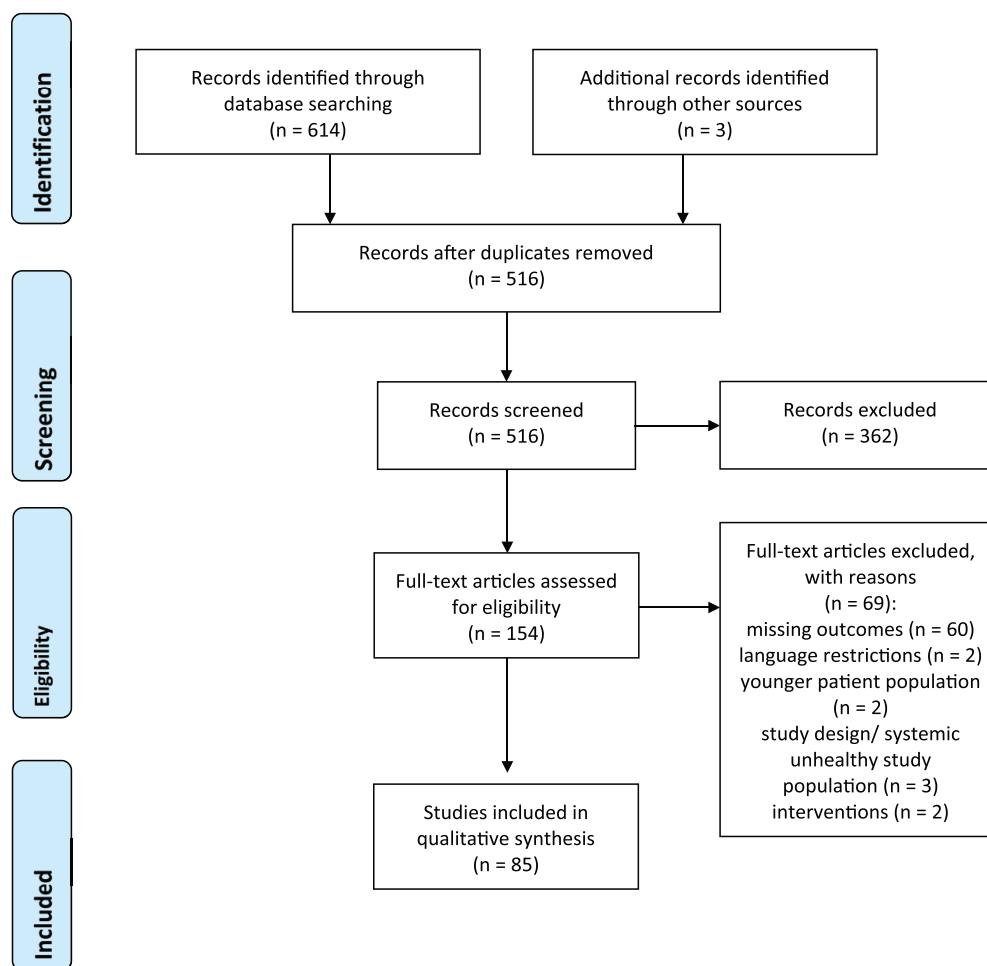 Identification
Records identified through
database searching
(n = 614)
Additional records identified
through other sources
(n = 3)
Records after duplicates removed
(n = 516)
Screening
Records screened
(n = 516)
Records excluded
(n = 362)
Eligibility
Full-text articles assessed
for eligibility
(n = 154)
Full-text articles excluded,
with reasons
(n = 69):
missing outcomes (n = 60)
language restrictions (n = 2)
younger patient population
(n = 2)
study design/ systemic
unhealthy study
population (n = 3)
interventions (n = 2)
Included
Studies included in
qualitative synthesis
(n = 85)